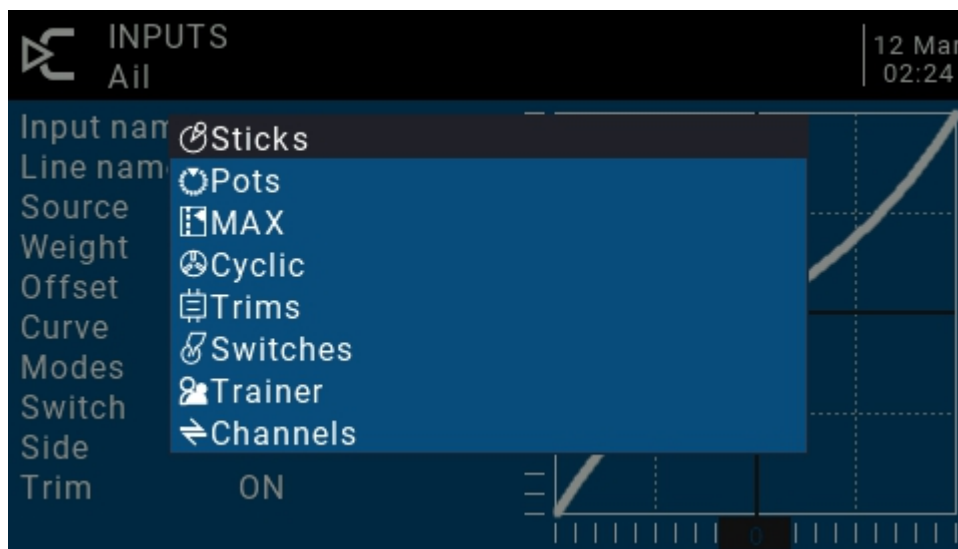 INPUTS
Ail
12 Mar
02:24
Input nam
Line nam
Source
Weight
Offset
Curve
Modes
Switch
Side
Trim ON
Sticks
Pots
MAX
Cyclic
Trims
Switches
Trainer
Channels
0